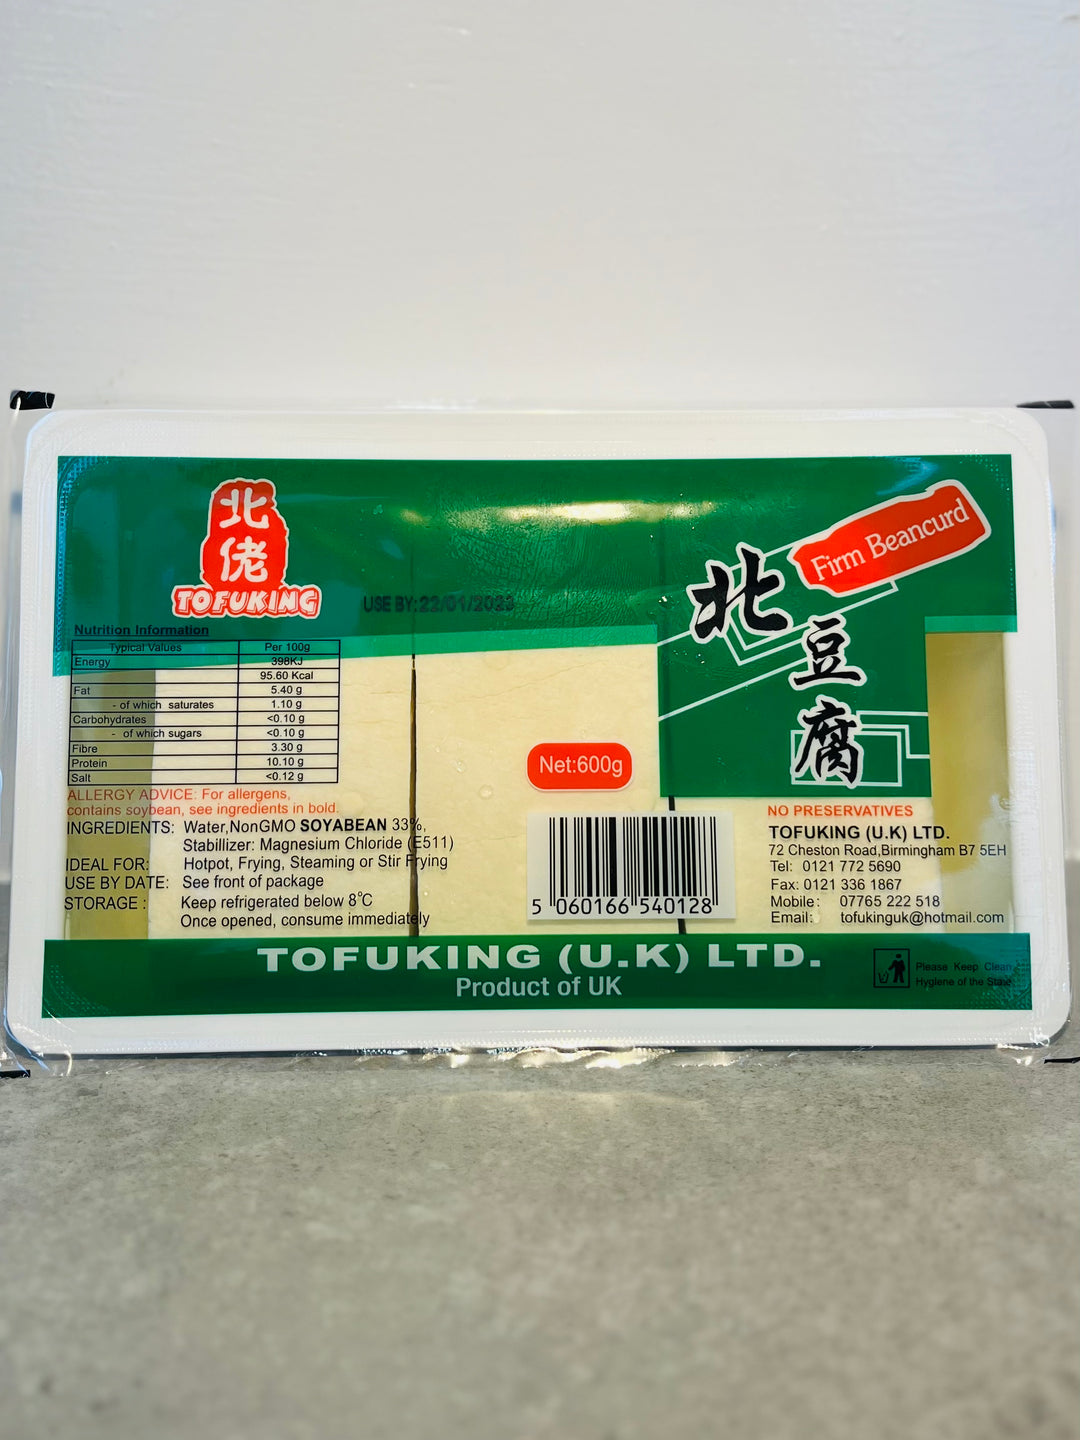 北
佬
TOFUKING
Firm Beancurd
北
豆
腐
USE BY:22/01/2023
Nutrition Information
Typical Values Per 100g
Energy 398KJ
95.60 Kcal
Fat 5.40 g
- of which saturates 1.10 g
Carbohydrates <0.10 g
- of which sugars <0.10 g
Fibre 3.30 g
Protein 10.10 g
Salt <0.12 g
ALLERGY ADVICE: For allergens,
contains soybean, see ingredients in bold.
INGREDIENTS: Water,NonGMO SOYABEAN 33%,
Stabillizer: Magnesium Chloride (E511)
IDEAL FOR: Hotpot, Frying, Steaming or Stir Frying
USE BY DATE: See front of package
STORAGE : Keep refrigerated below 8°C
Once opened, consume immediately
Net:600g
5 060166 540128
NO PRESERVATIVES
TOFUKING (U.K) LTD.
72 Cheston Road,Birmingham B7 5EH
Tel: 0121 772 5690
Fax: 0121 336 1867
Mobile: 07765 222 518
Email: tofukinguk@hotmail.com
TOFUKING (U.K) LTD.
Product of UK
Please Keep Clean
Hygiene of the State